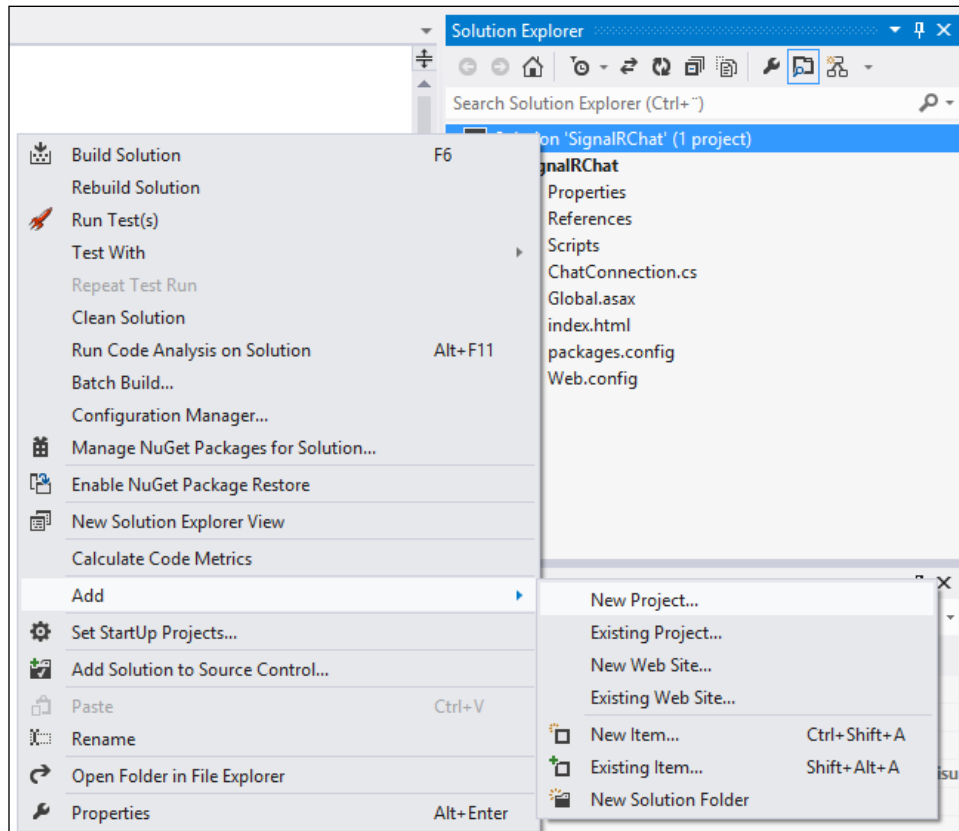 Solution Explorer
Search Solution Explorer (Ctrl+¨)
on 'SignalRChat' (1 project)
gnalRChat
Properties
References
Scripts
ChatConnection.cs
Global.asax
index.html
packages.config
Web.config
Build Solution F6
Rebuild Solution
Run Test(s)
Test With
Repeat Test Run
Clean Solution
Run Code Analysis on Solution Alt+F11
Batch Build...
Configuration Manager...
Manage NuGet Packages for Solution...
Enable NuGet Package Restore
New Solution Explorer View
Calculate Code Metrics
Add
Set StartUp Projects...
Add Solution to Source Control...
Paste Ctrl+V
Rename
Open Folder in File Explorer
Properties Alt+Enter
New Project...
Existing Project...
New Web Site...
Existing Web Site...
New Item... Ctrl+Shift+A
Existing Item... Shift+Alt+A
New Solution Folder
isu